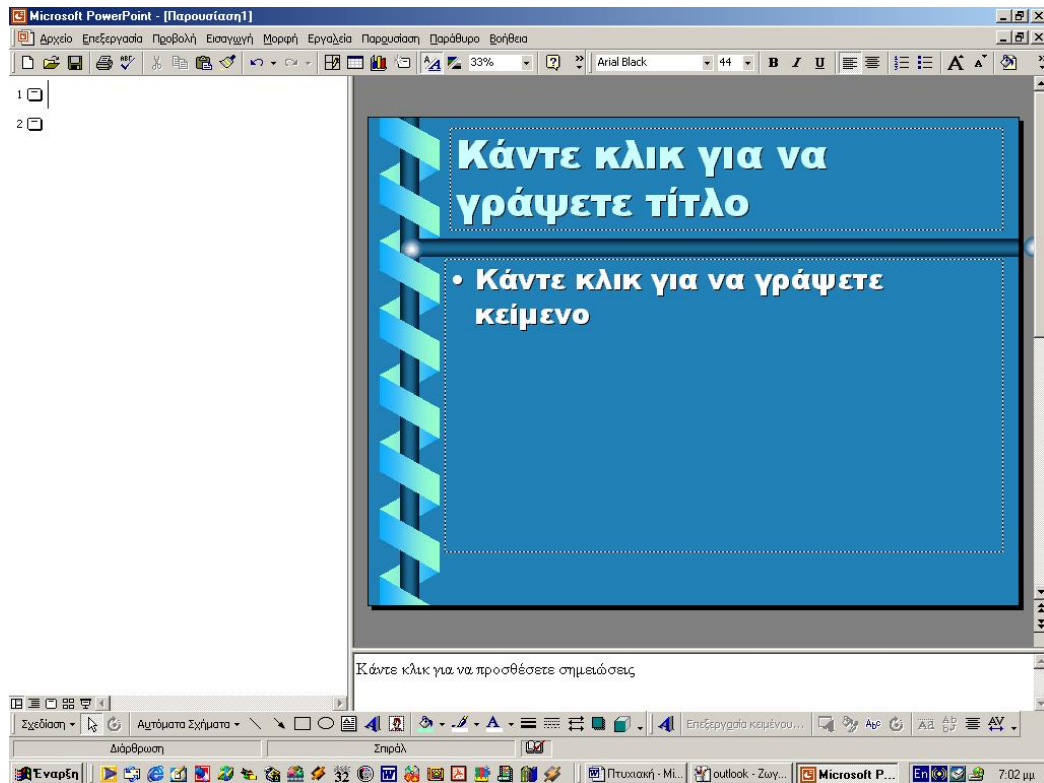 Microsoft PowerPoint - [Παρουσίαση1]
Αρχείο Επεξεργασία Προβολή Εισαγωγή Μορφή Εργαλεία Παρουσίαση Παράθυρο Βοήθεια
33% Arial Black 44 B I U A A
1
2
Κάντε κλικ για να
γράψετε τίτλο
• Κάντε κλικ για να γράψετε
κείμενο
Κάντε κλικ για να προσθέσετε σημειώσεις
Σχεδίαση Αυτόματα Σχήματα A Επεξεργασία κειμένου...
Διάρθρωση Σπιράλ
Έναρξη Πτυχιακή - Mi... outlook - Ζωγ... Microsoft P... En 7:02 μμ